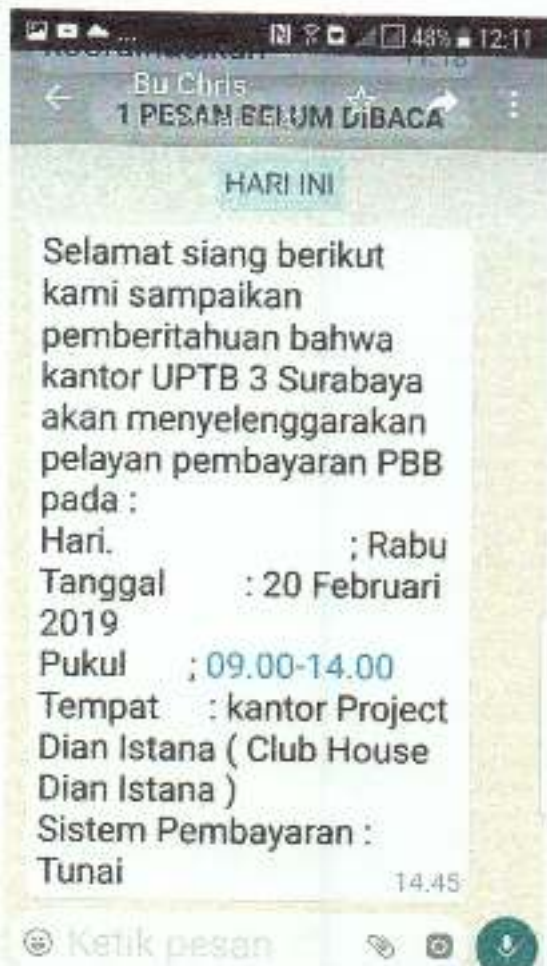 48% 12:11
11.18
Bu Chris
1 PESAN BELUM DIBACA
HARI INI
Selamat siang berikut
kami sampaikan
pemberitahuan bahwa
kantor UPTB 3 Surabaya
akan menyelenggarakan
pelayan pembayaran PBB
pada :
Hari. ; Rabu
Tanggal : 20 Februari
2019
Pukul ; 09.00-14.00
Tempat : kantor Project
Dian Istana ( Club House
Dian Istana )
Sistem Pembayaran :
Tunai
14.45
Ketik pesan